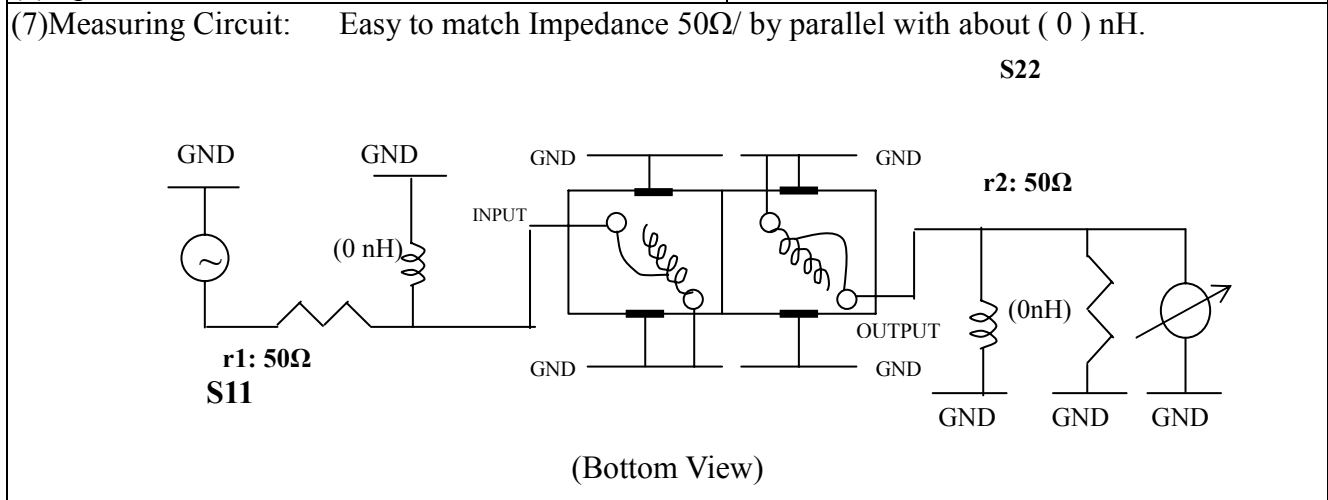 (7)Measuring Circuit: Easy to match Impedance 50Ω/ by parallel with about ( 0 ) nH.
S22
GND GND GND GND
r2: 50Ω
INPUT
(0 nH)
~
(0nH)
OUTPUT
r1: 50Ω
GND GND
S11
GND GND GND
(Bottom View)